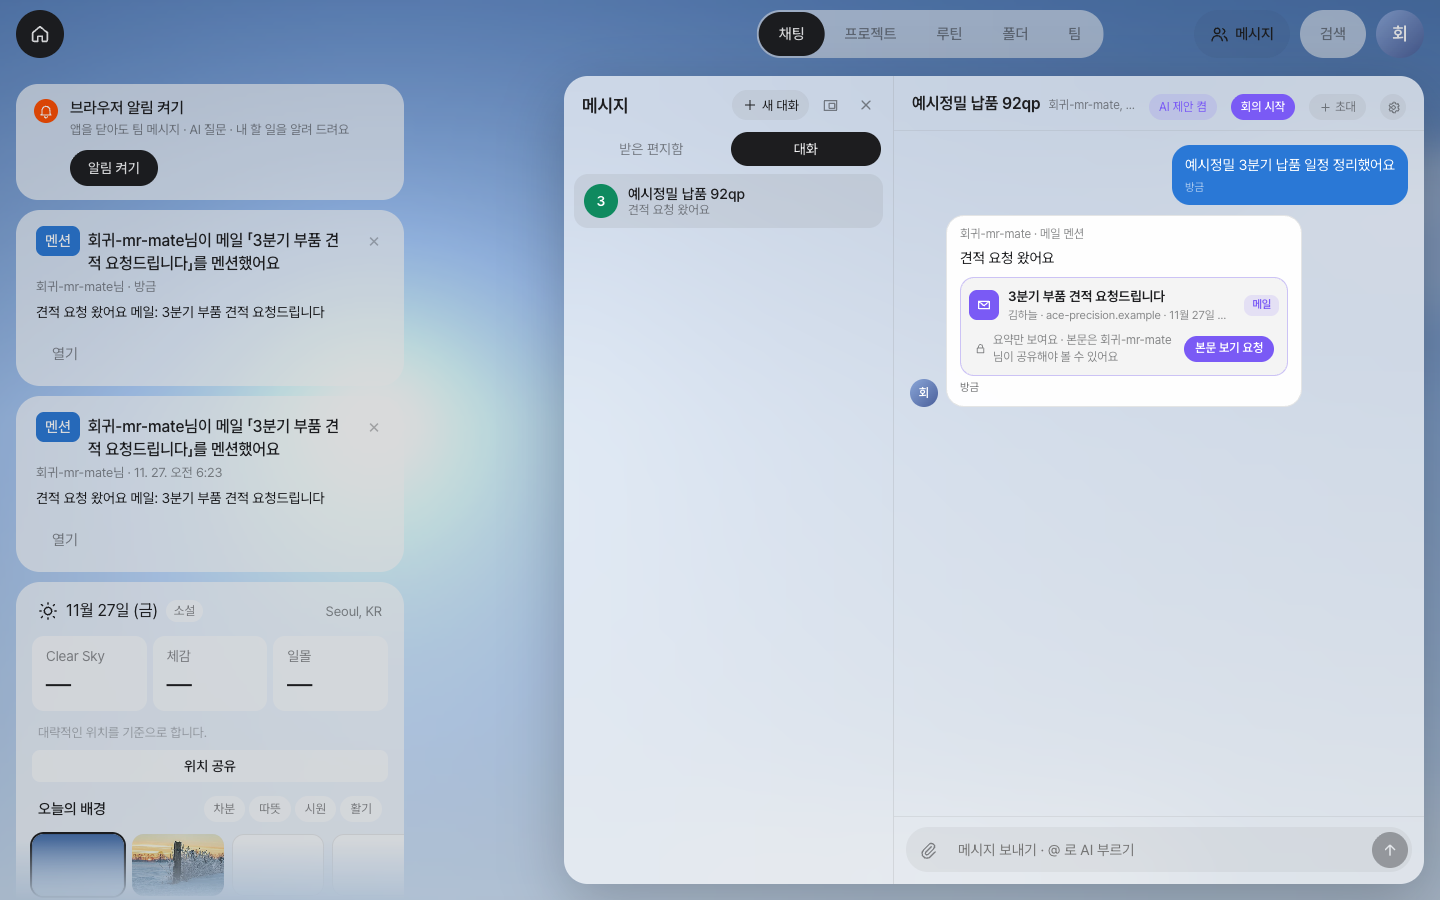 채팅
프로젝트
루틴
폴더
팀
메시지
검색
회
브라우저 알림 켜기
앱을 닫아도 팀 메시지 · AI 질문 · 내 할 일을 알려 드려요
알림 켜기
멘션
회귀-mr-mate님이 메일 「3분기 부품 견
적 요청드립니다」를 멘션했어요
회귀-mr-mate님 · 방금
견적 요청 왔어요 메일: 3분기 부품 견적 요청드립니다
열기
멘션
회귀-mr-mate님이 메일 「3분기 부품 견
적 요청드립니다」를 멘션했어요
회귀-mr-mate님 · 11. 27. 오전 6:23
견적 요청 왔어요 메일: 3분기 부품 견적 요청드립니다
열기
11월 27일 (금)
소설
Seoul, KR
Clear Sky
—
체감
—
일몰
—
대략적인 위치를 기준으로 합니다.
위치 공유
오늘의 배경
차분
따뜻
시원
활기
메시지
+ 새 대화
받은 편지함
대화
3
예시정밀 납품 92qp
견적 요청 왔어요
예시정밀 납품 92qp
회귀-mr-mate, ...
AI 제안 켬
회의 시작
+ 초대
예시정밀 3분기 납품 일정 정리했어요
방금
회귀-mr-mate · 메일 멘션
견적 요청 왔어요
3분기 부품 견적 요청드립니다
김하늘 · ace-precision.example · 11월 27일 ...
메일
요약만 보여요 · 본문은 회귀-mr-mate
님이 공유해야 볼 수 있어요
본문 보기 요청
방금
회
메시지 보내기 · @ 로 AI 부르기